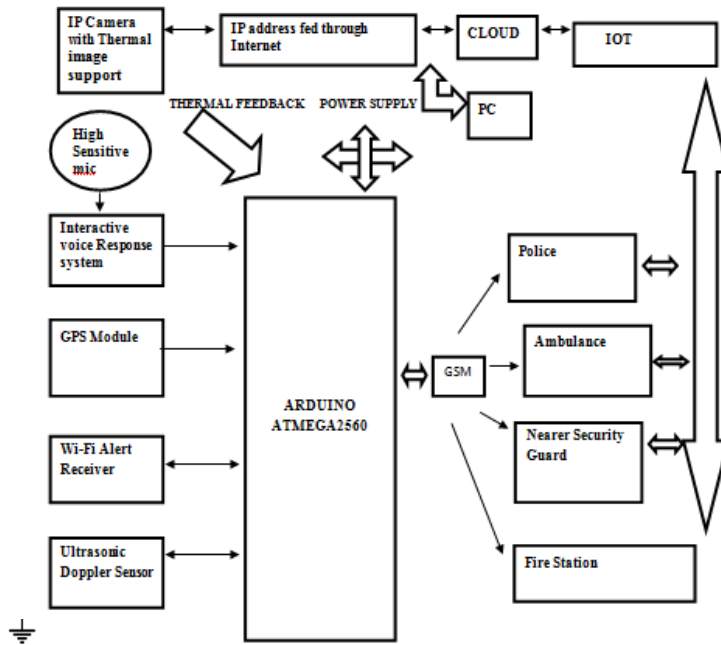 IP Camera
with Thermal
image
support
IP address fed through
Internet
CLOUD
IOT
THERMAL FEEDBACK
POWER SUPPLY
PC
High
Sensitive
mic
Interactive
voice Response
system
GPS Module
Wi-Fi Alert
Receiver
Ultrasonic
Doppler Sensor
ARDUINO
ATMEGA2560
GSM
Police
Ambulance
Nearer Security
Guard
Fire Station